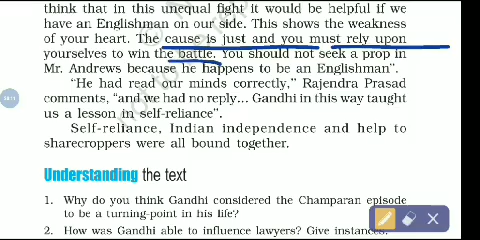 think that in this unequal fight it would be helpful if we
have an Englishman on our side. This shows the weakness
of your heart. The cause is just and you must rely upon
yourselves to win the battle. You should not seek a prop in
Mr. Andrews because he happens to be an Englishman".
"He had read our minds correctly," Rajendra Prasad
comments, "and we had no reply... Gandhi in this way taught
us a lesson in self-reliance".
Self-reliance, Indian independence and help to
sharecroppers were all bound together.
Understanding the text
1. Why do you think Gandhi considered the Champaran episode
to be a turning-point in his life?
2. How was Gandhi able to influence lawyers? Give instances.